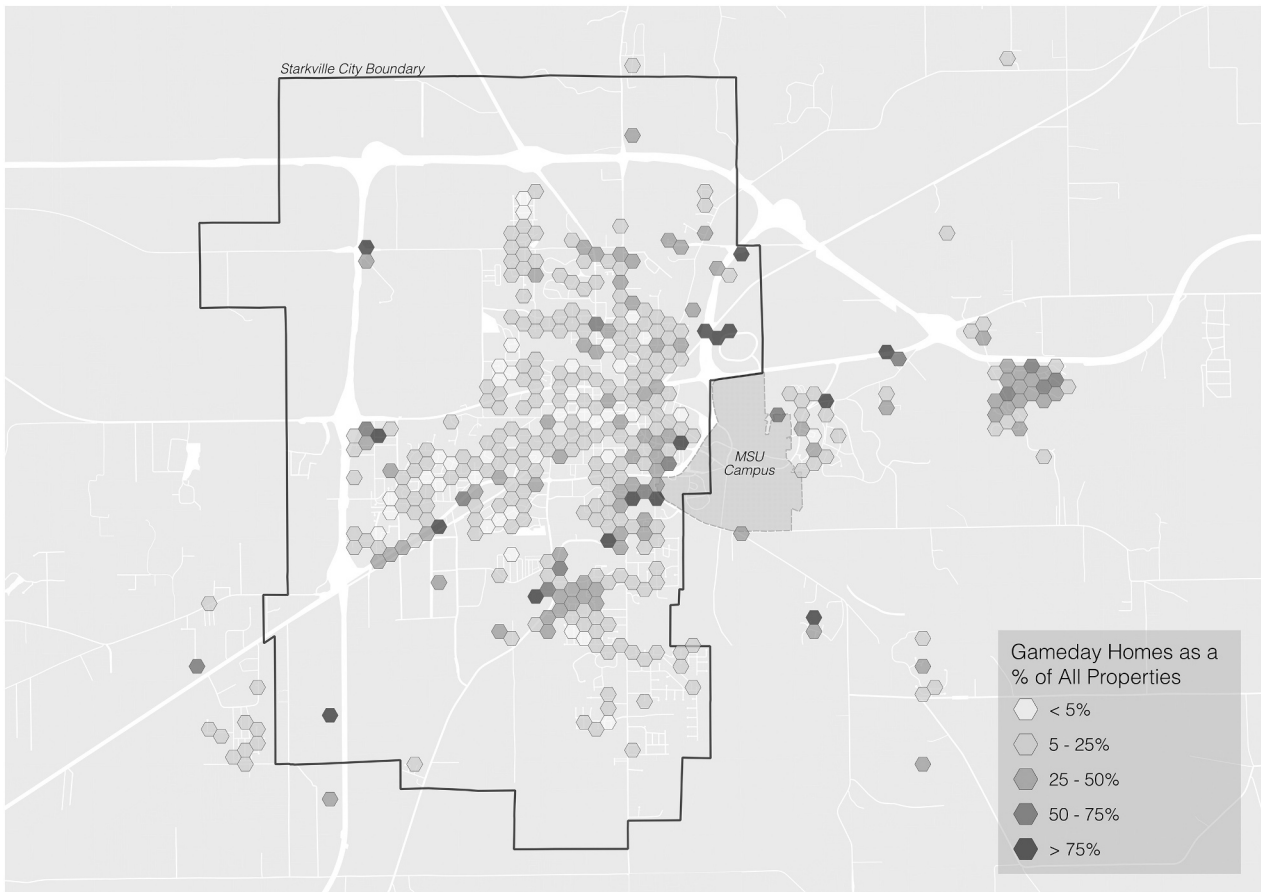 Starkville City Boundary
MSU
Campus
Gameday Homes as a
% of All Properties
< 5%
5 - 25%
25 - 50%
50 - 75%
> 75%